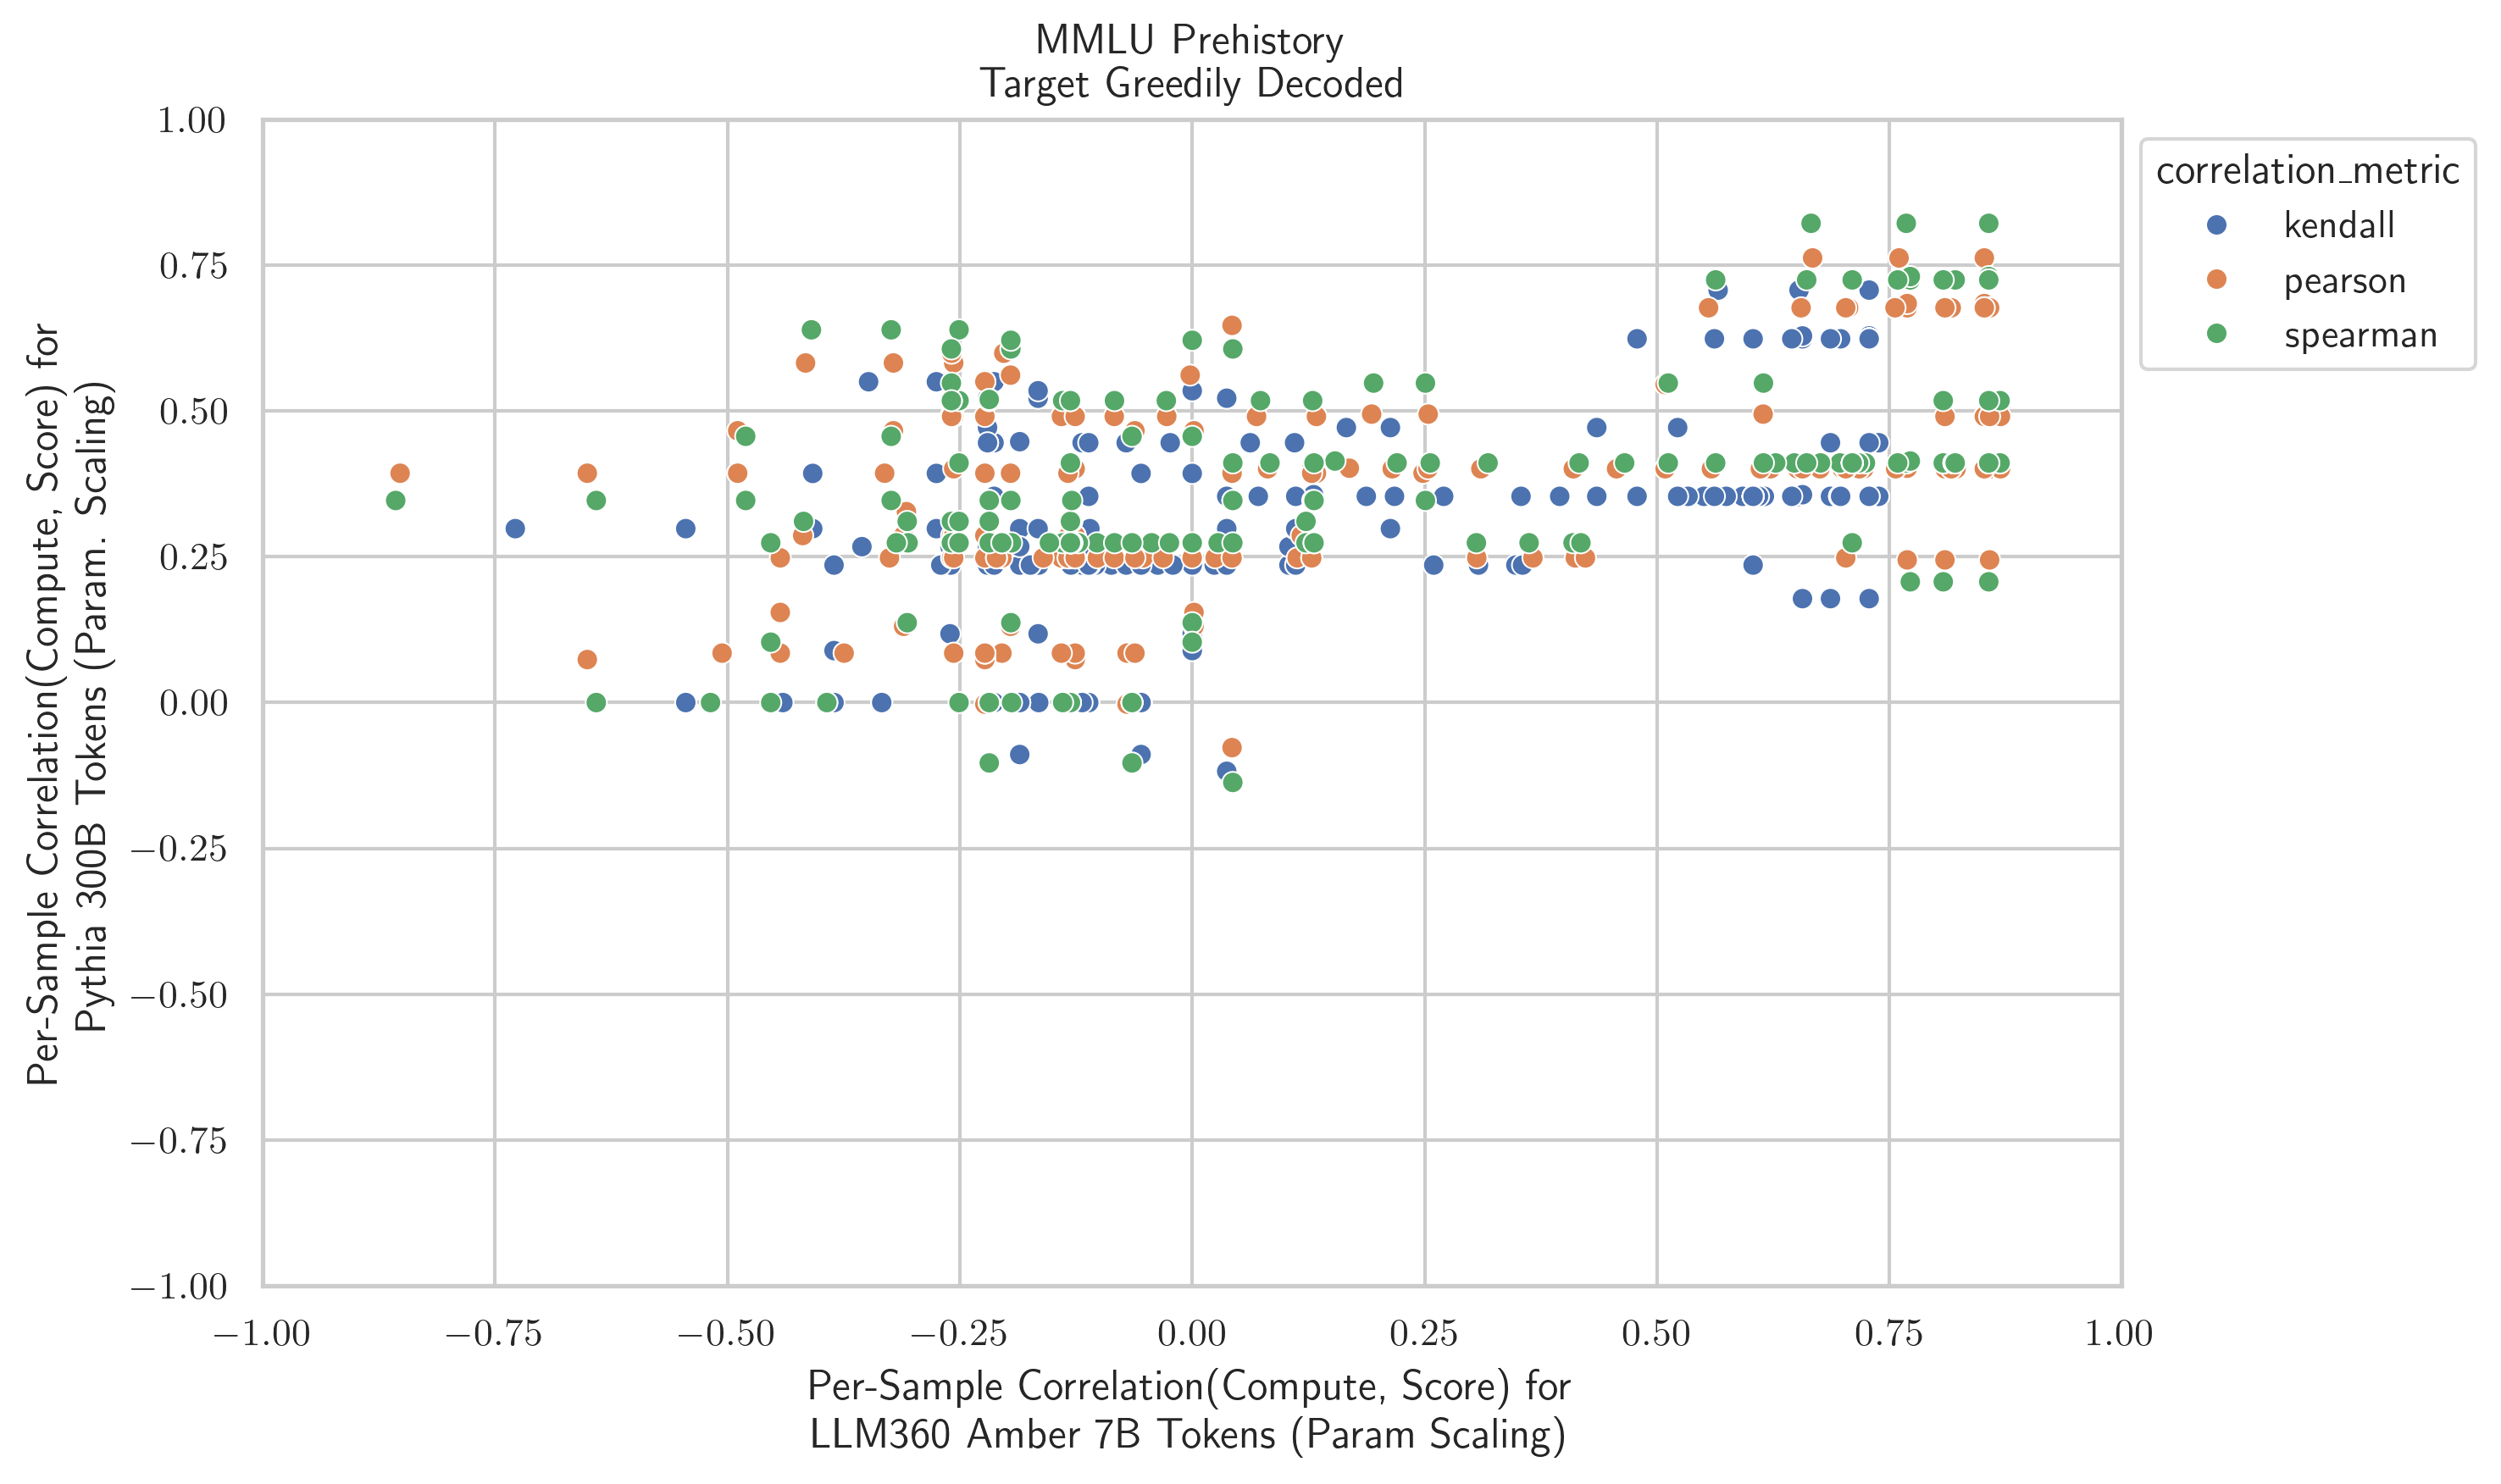 MMLU Prehistory
Target Greedily Decoded
Per-Sample Correlation(Compute, Score) for
Pythia 300B Tokens (Param. Scaling)
1.00
0.75
0.50
0.25
0.00
−0.25
−0.50
−0.75
−1.00
−1.00 −0.75 −0.50 −0.25 0.00 0.25 0.50 0.75 1.00
Per-Sample Correlation(Compute, Score) for
LLM360 Amber 7B Tokens (Param Scaling)
correlation_metric
kendall
pearson
spearman